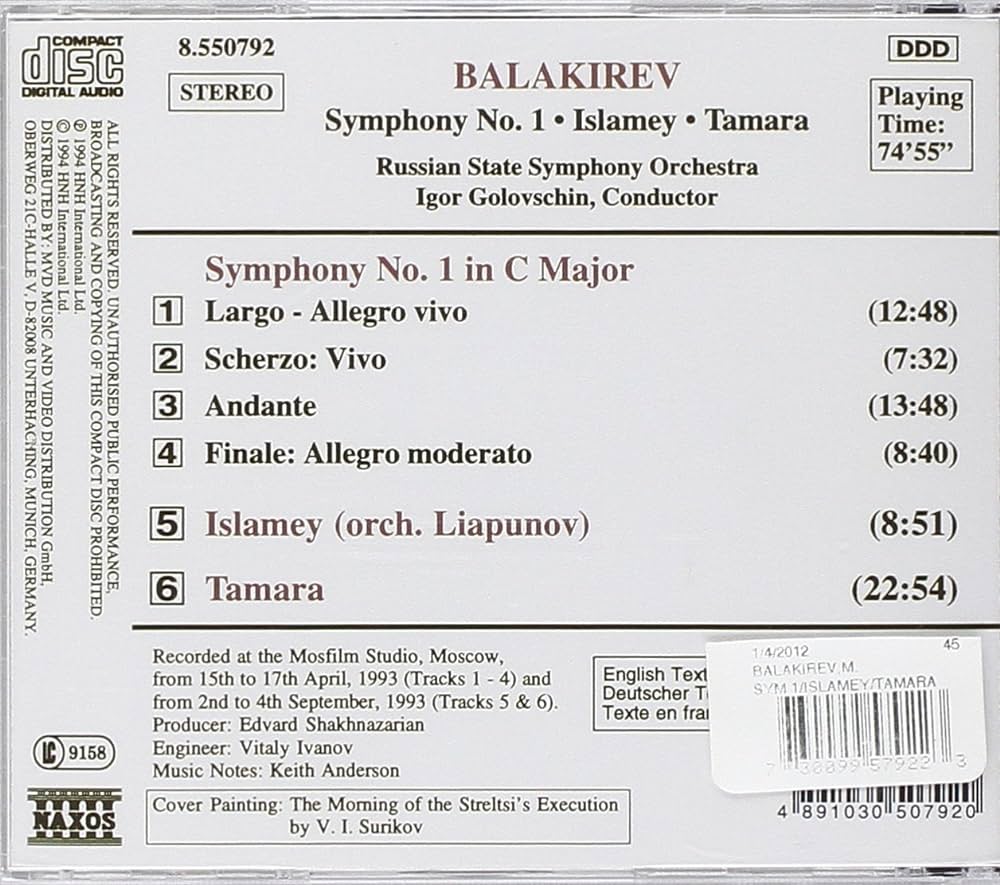 COMPACT
disc
DIGITAL AUDIO
8.550792
STEREO
DDD
Playing
Time:
74’55”
BALAKIREV
Symphony No. 1 • Islamey • Tamara
Russian State Symphony Orchestra
Igor Golovschin, Conductor
ALL RIGHTS RESERVED. UNAUTHORISED PUBLIC PERFORMANCE,
BROADCASTING AND COPYING OF THIS COMPACT DISC PROHIBITED.
℗ 1994 HNH International Ltd.
© 1994 HNH International Ltd.
DISTRIBUTED BY: MVD MUSIC AND VIDEO DISTRIBUTION GmbH,
OBERWEG 21C-HALLE V, D-82008 UNTERHACHING, MUNICH, GERMANY.
Symphony No. 1 in C Major
1 Largo - Allegro vivo (12:48)
2 Scherzo: Vivo (7:32)
3 Andante (13:48)
4 Finale: Allegro moderato (8:40)
5 Islamey (orch. Liapunov) (8:51)
6 Tamara (22:54)
Recorded at the Mosfilm Studio, Moscow,
from 15th to 17th April, 1993 (Tracks 1 - 4) and
from 2nd to 4th September, 1993 (Tracks 5 & 6).
Producer: Edvard Shakhnazarian
Engineer: Vitaly Ivanov
Music Notes: Keith Anderson
Cover Painting: The Morning of the Streltsi's Execution
by V. I. Surikov
English Text
Deutscher
Texte en
1/4/2012 45
BALAKIREV,M.
SYM 1/ISLAMEY/TAMARA
4 891030 507920
LC 9158
NAXOS